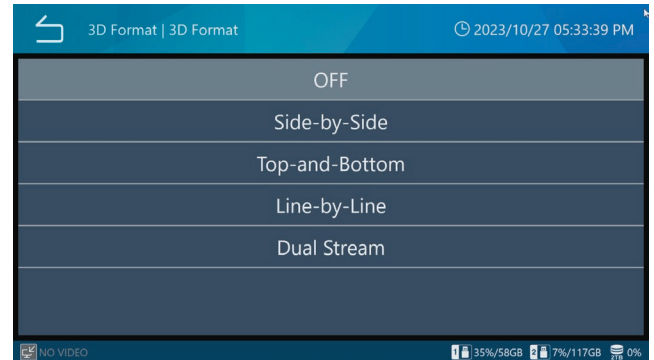 3D Format | 3D Format
2023/10/27 05:33:39 PM
OFF
Side-by-Side
Top-and-Bottom
Line-by-Line
Dual Stream
NO VIDEO
1 35%/58GB 2 7%/117GB 2TB 0%